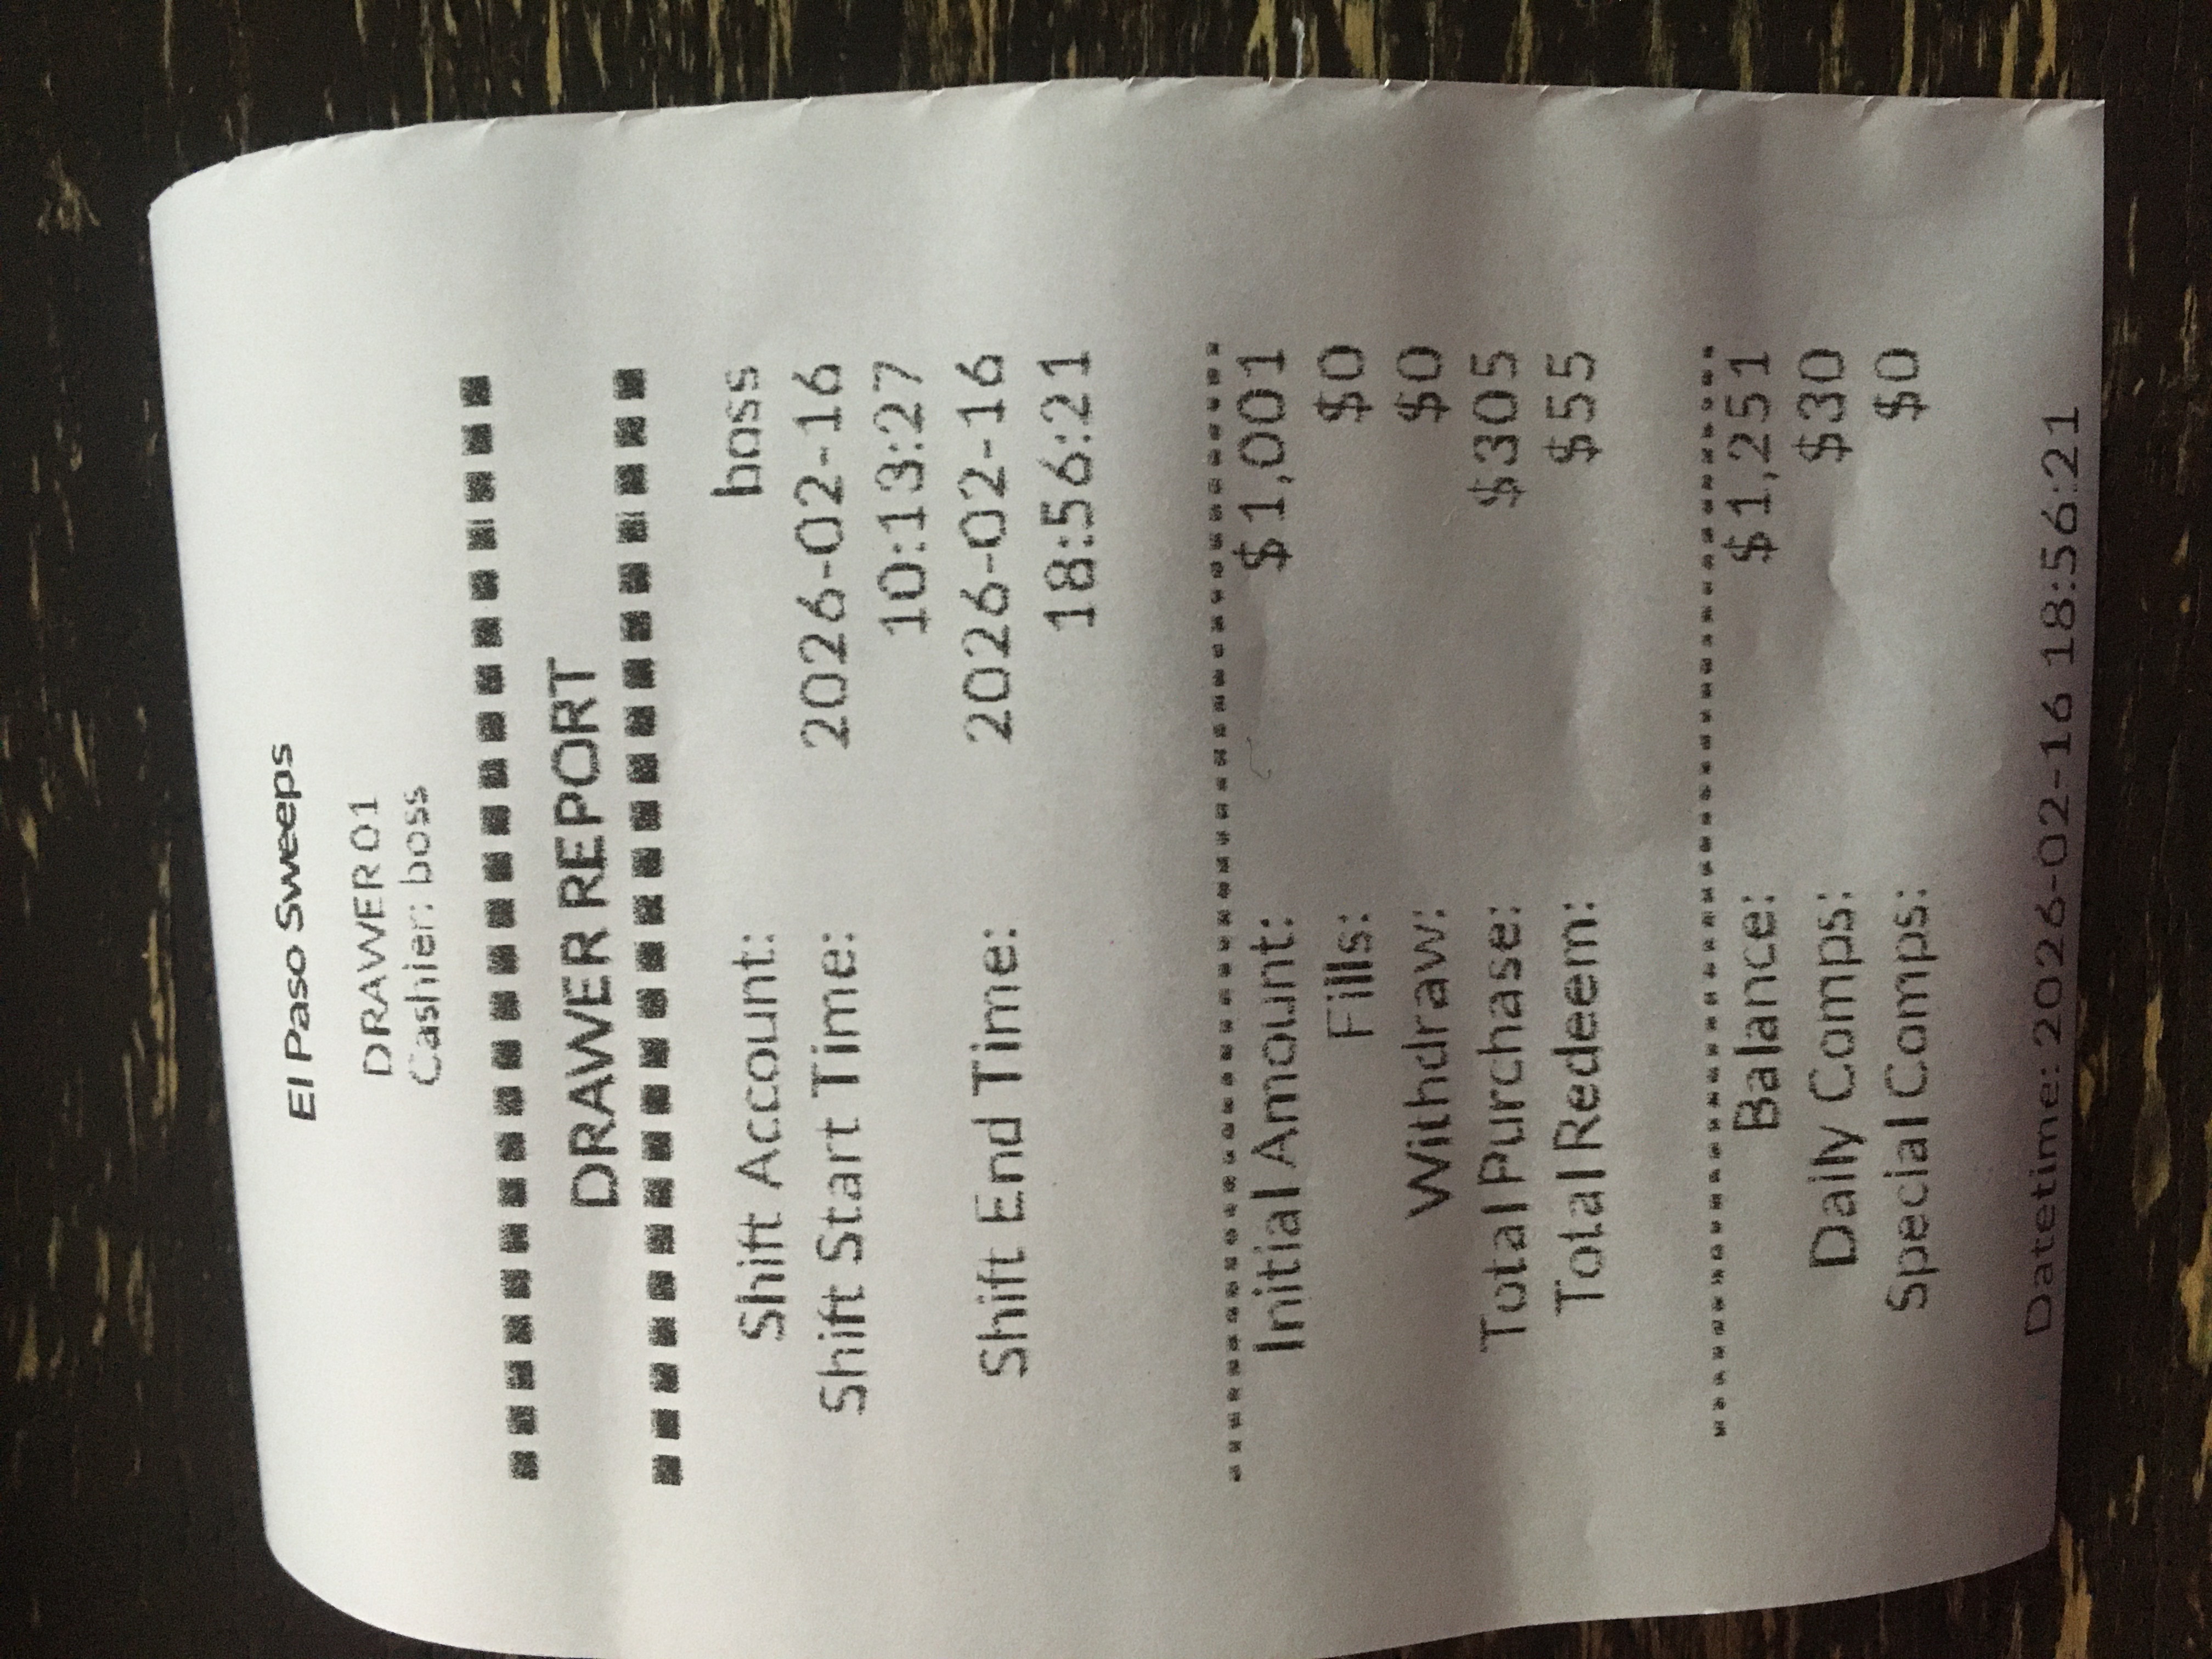 El Paso Sweeps
DRAWER01
Cashier: boss
DRAWER REPORT
Shift Account: boss
Shift Start Time: 2026-02-16
10:13:27
Shift End Time: 2026-02-16
18:56:21
Initial Amount: $1,001
Fills: $0
Withdraw: $0
Total Purchase: $305
Total Redeem: $55
Balance: $1,251
Daily Comps: $30
Special Comps: $0
Datetime: 2026-02-16 18:56:21